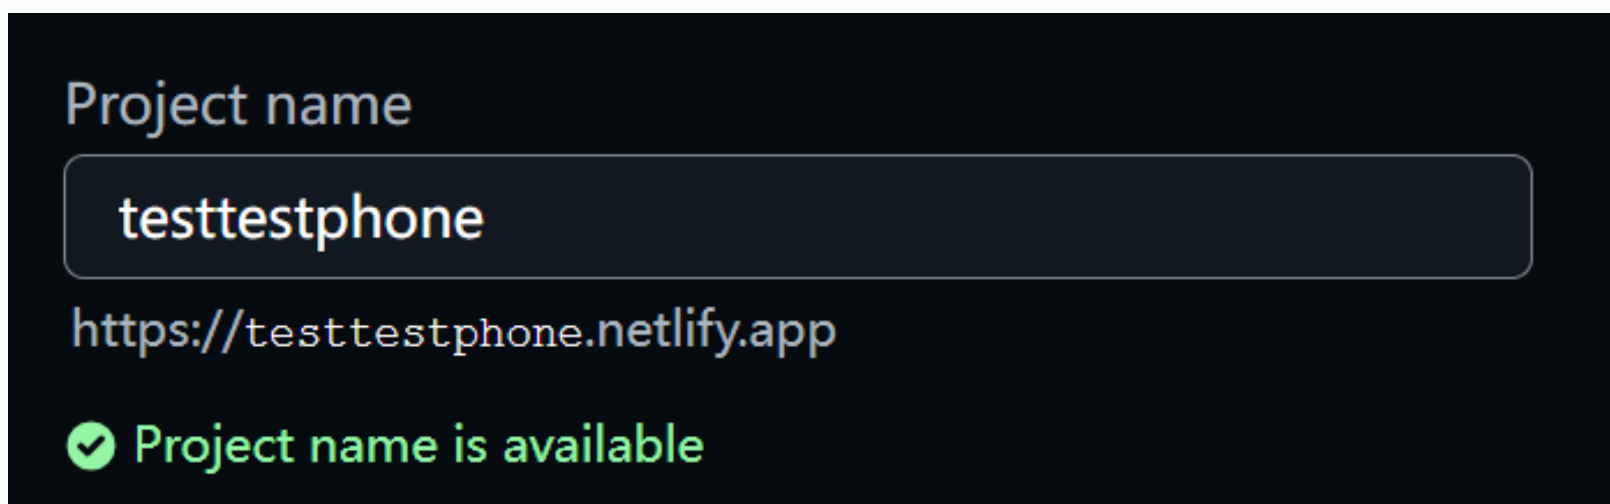 Project name
testtestphone
https://testtestphone.netlify.app
Project name is available